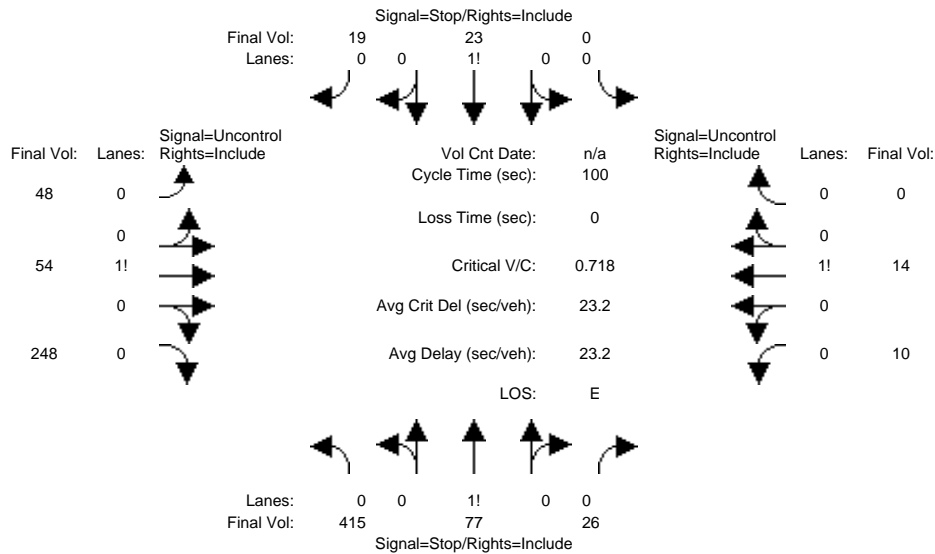 Signal=Stop/Rights=Include
Final Vol: 19 23 0
Lanes: 0 0 1! 0 0
Signal=Uncontrol Signal=Uncontrol
Final Vol: Lanes: Rights=Include Vol Cnt Date: n/a Rights=Include Lanes: Final Vol:
Cycle Time (sec): 100
48 0 0 0
Loss Time (sec): 0
0 0
54 1! Critical V/C: 0.718 1! 14
0 Avg Crit Del (sec/veh): 23.2 0
248 0 Avg Delay (sec/veh): 23.2 0 10
LOS: E
Lanes: 0 0 1! 0 0
Final Vol: 415 77 26
Signal=Stop/Rights=Include